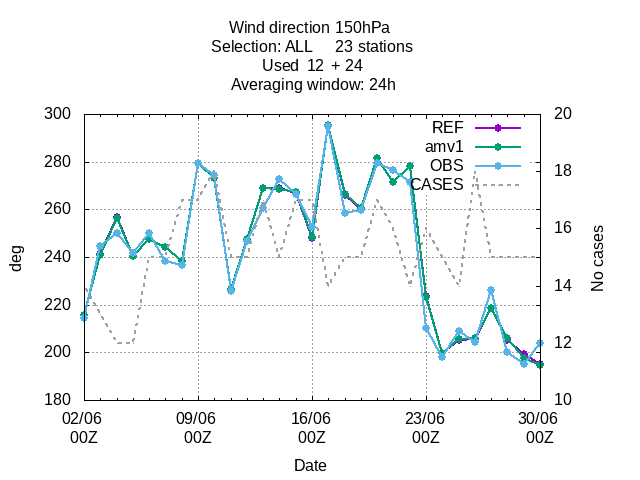 Wind direction 150hPa
Selection: ALL 23 stations
Used 12 + 24
Averaging window: 24h
300
280
260
240
220
200
180
deg
20
18
16
14
12
10
No cases
REF
amv1
OBS
CASES
02/06 09/06 16/06 23/06 30/06
00Z 00Z 00Z 00Z 00Z
Date